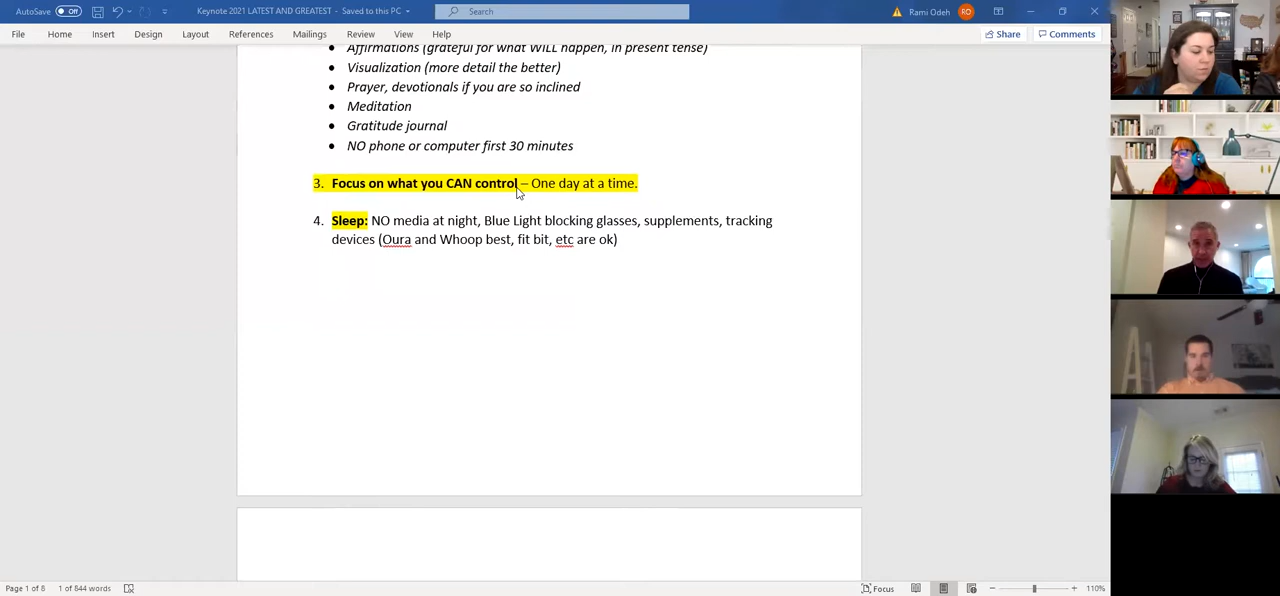 AutoSave Off Keynote 2021 LATEST AND GREATEST - Saved to this PC Search Rami Odeh RO
File Home Insert Design Layout References Mailings Review View Help Share Comments
Affirmations (grateful for what WILL happen, in present tense)
Visualization (more detail the better)
Prayer, devotionals if you are so inclined
Meditation
Gratitude journal
NO phone or computer first 30 minutes
3. Focus on what you CAN control – One day at a time.
4. Sleep: NO media at night, Blue Light blocking glasses, supplements, tracking
devices (Oura and Whoop best, fit bit, etc are ok)
Page 1 of 8 1 of 844 words Focus 110%